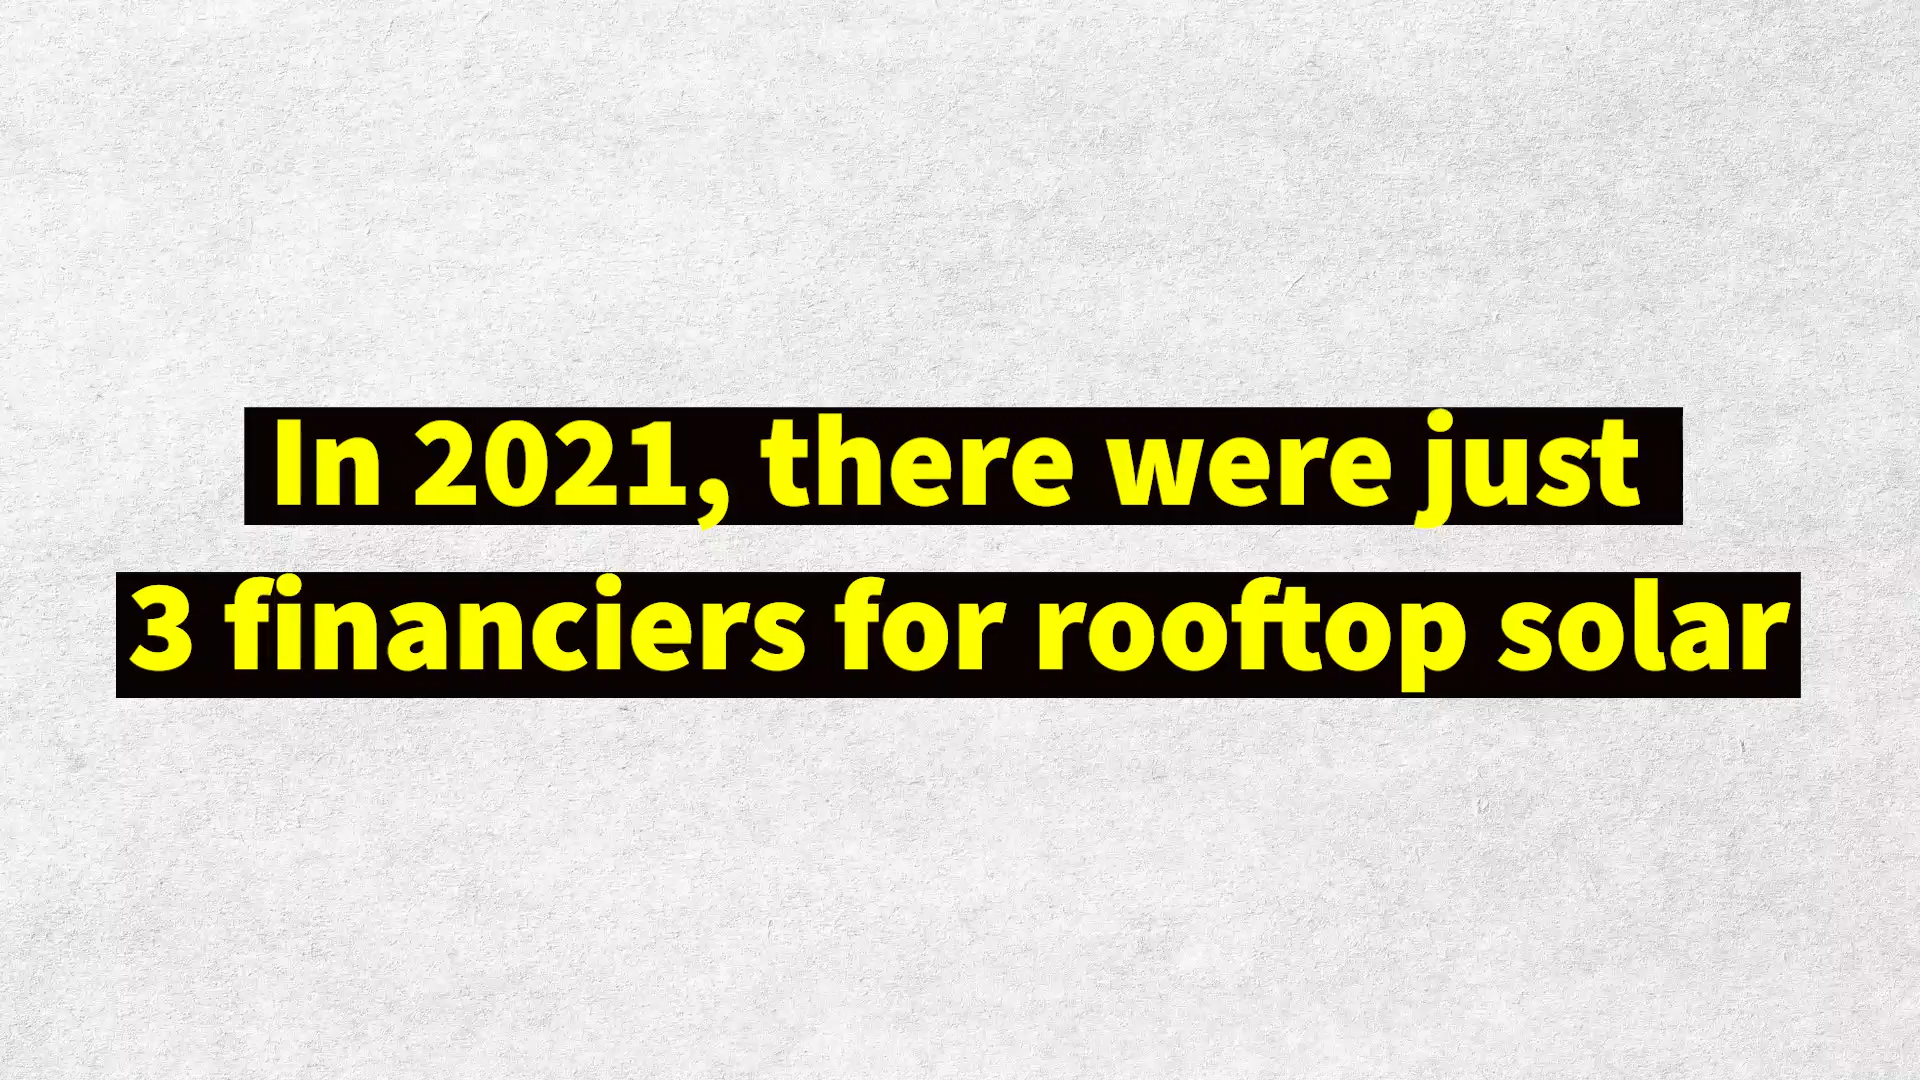 In 2021, there were just
3 financiers for rooftop solar